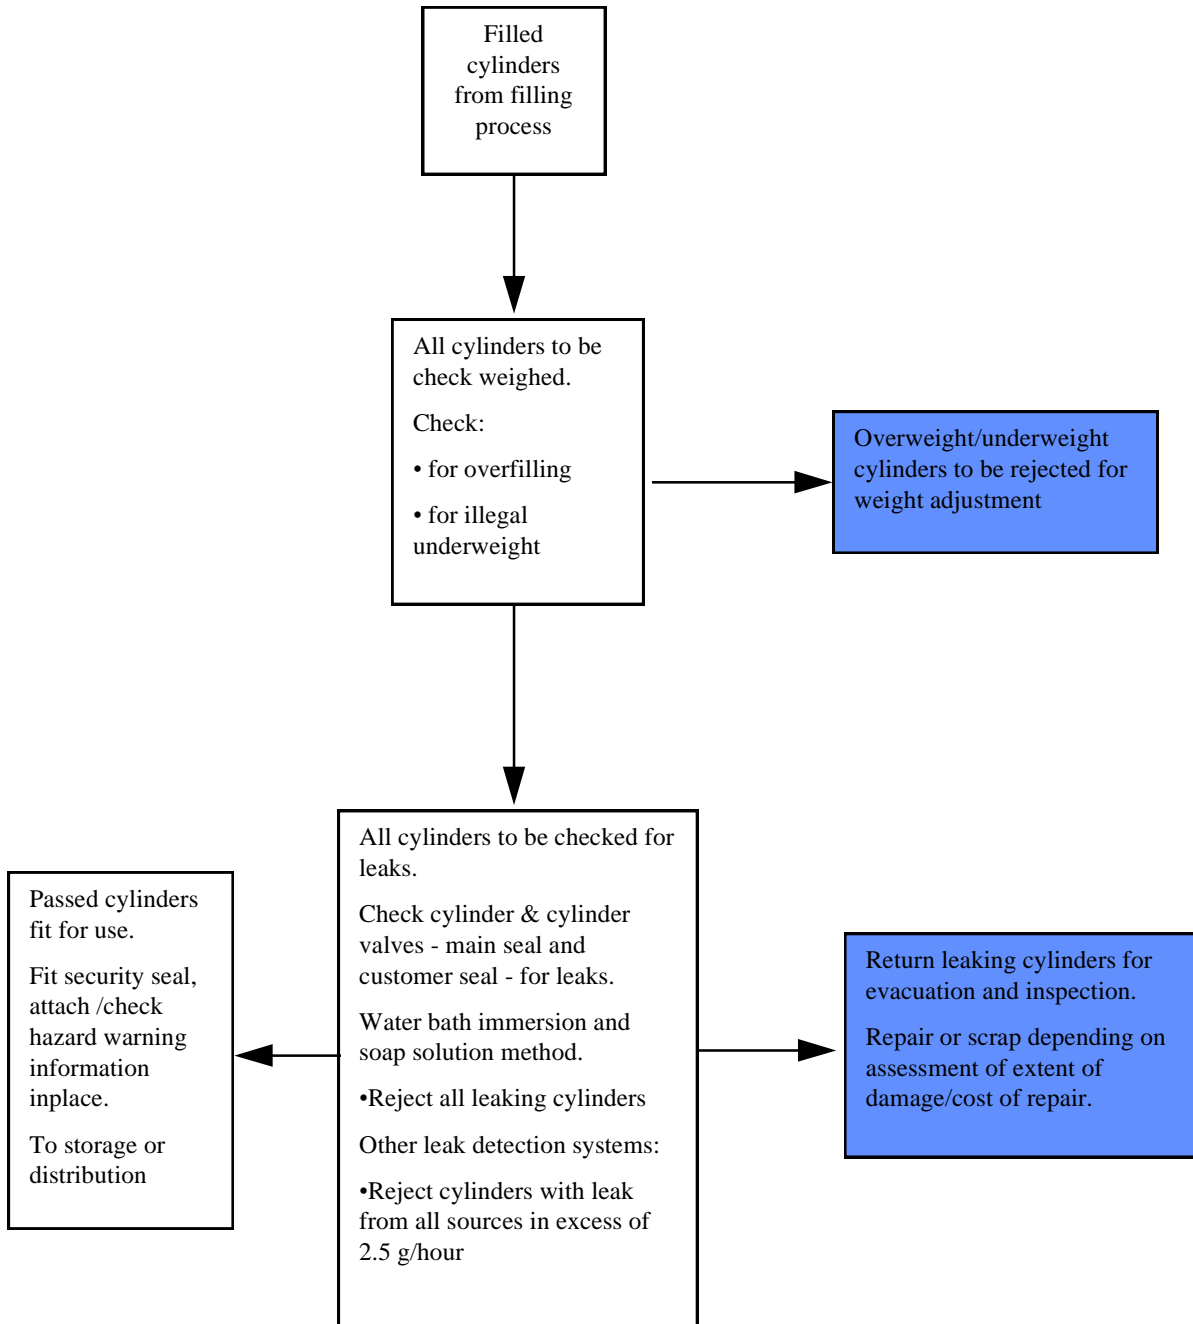 Filled
cylinders
from filling
process
All cylinders to be
check weighed.
Check:
• for overfilling
• for illegal
underweight
Overweight/underweight
cylinders to be rejected for
weight adjustment
All cylinders to be checked for
leaks.
Check cylinder & cylinder
valves - main seal and
customer seal - for leaks.
Water bath immersion and
soap solution method.
•Reject all leaking cylinders
Other leak detection systems:
•Reject cylinders with leak
from all sources in excess of
2.5 g/hour
Passed cylinders
fit for use.
Fit security seal,
attach /check
hazard warning
information
inplace.
To storage or
distribution
Return leaking cylinders for
evacuation and inspection.
Repair or scrap depending on
assessment of extent of
damage/cost of repair.